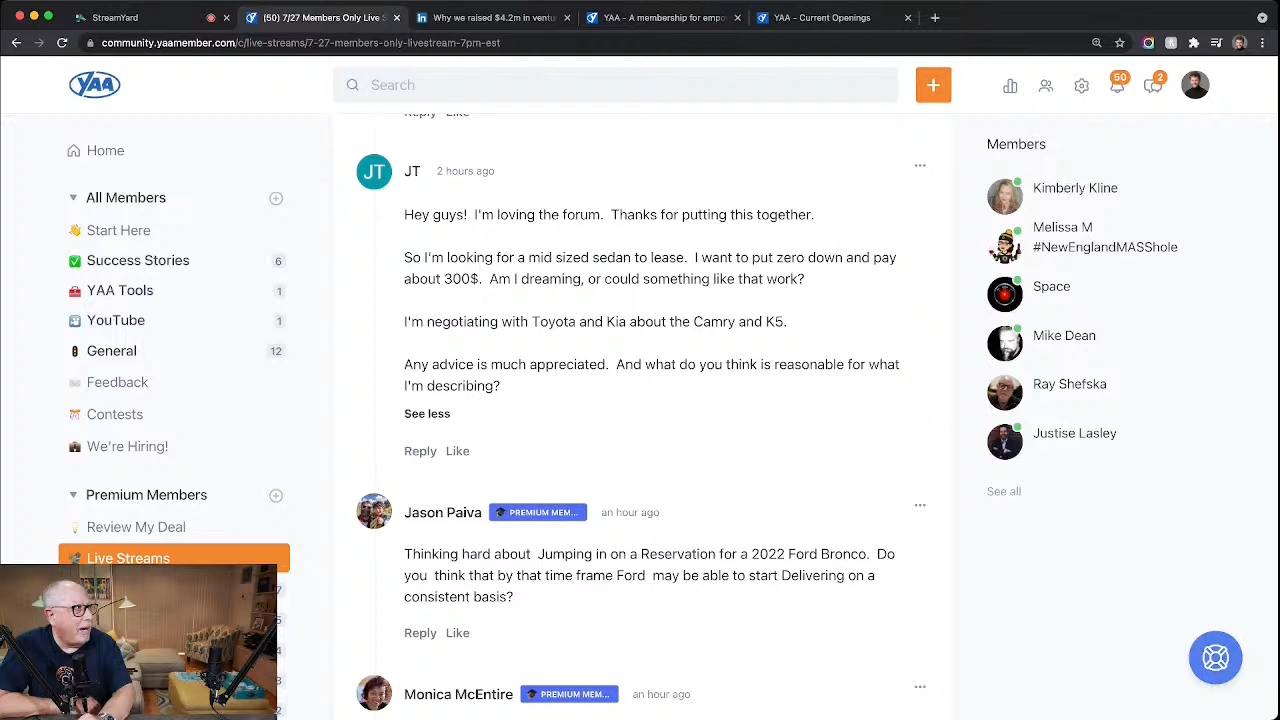 StreamYard
(50) 7/27 Members Only Live S
Why we raised $4.2m in ventu
YAA - A membership for empo
YAA - Current Openings
community.yaamember.com/c/live-streams/7-27-members-only-livestream-7pm-est
YAA
Search
50
2
Reply Like
Home
All Members
Start Here
Success Stories 6
YAA Tools 1
YouTube 1
General 12
Feedback
Contests
We're Hiring!
Premium Members
Review My Deal
Live Streams
JT
JT 2 hours ago
Hey guys! I'm loving the forum. Thanks for putting this together.
So I'm looking for a mid sized sedan to lease. I want to put zero down and pay
about 300$. Am I dreaming, or could something like that work?
I'm negotiating with Toyota and Kia about the Camry and K5.
Any advice is much appreciated. And what do you think is reasonable for what
I'm describing?
See less
Reply Like
Jason Paiva PREMIUM MEM... an hour ago
Thinking hard about Jumping in on a Reservation for a 2022 Ford Bronco. Do
you think that by that time frame Ford may be able to start Delivering on a
consistent basis?
Reply Like
Monica McEntire PREMIUM MEM... an hour ago
Members
Kimberly Kline
Melissa M
#NewEnglandMASShole
Space
Mike Dean
Ray Shefska
Justise Lasley
See all